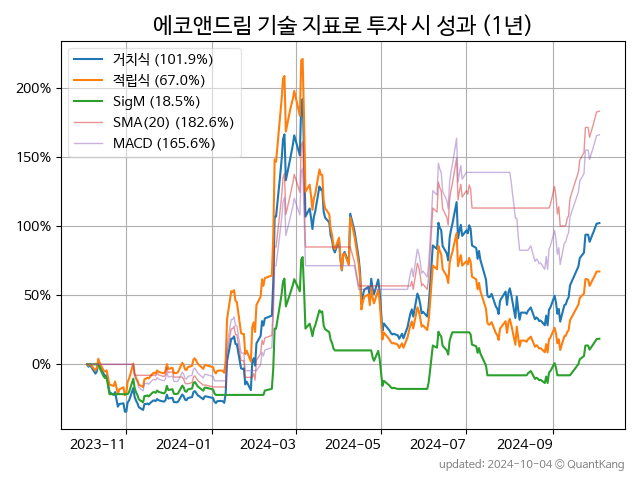 에코앤드림 기술 지표로 투자 시 성과 (1년)
거치식 (101.9%)
적립식 (67.0%)
SigM (18.5%)
SMA(20) (182.6%)
MACD (165.6%)
200%
150%
100%
50%
0%
2023-11 2024-01 2024-03 2024-05 2024-07 2024-09
updated: 2024-10-04 © QuantKang